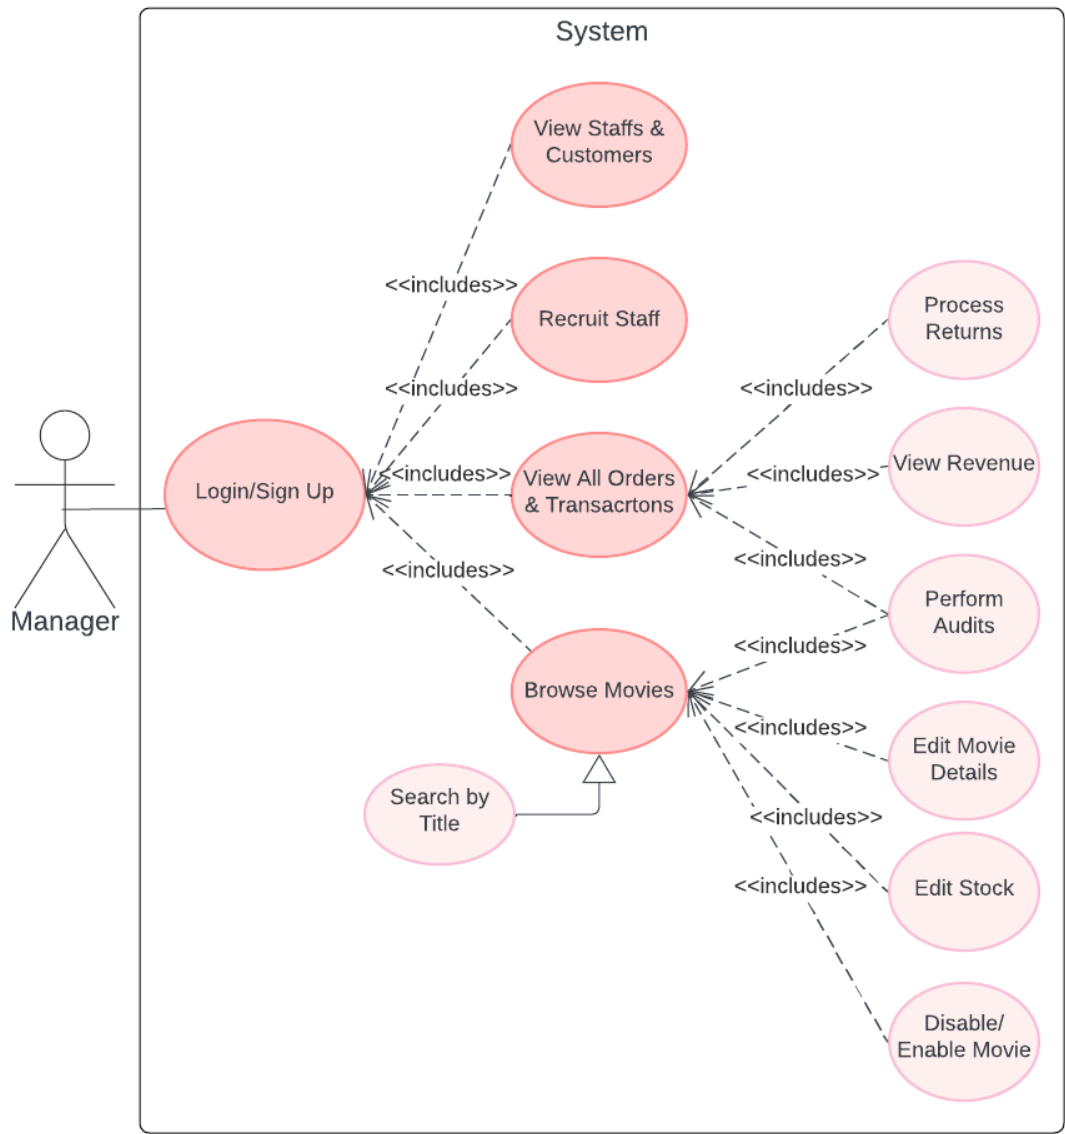 System
View Staffs &
Customers
<<includes>>
Recruit Staff
Process
Returns
<<includes>>
<<includes>>
Login/Sign Up
<<includes>>
View All Orders
& Transacrtons
<<includes>>
View Revenue
<<includes>>
<<includes>>
Perform
Audits
Manager
<<includes>>
Browse Movies
<<includes>>
Edit Movie
Details
Search by
Title
<<includes>>
<<includes>>
Edit Stock
Disable/
Enable Movie